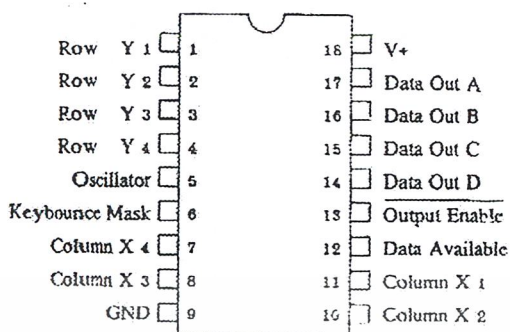 Row Y 1 1 18 V+
Row Y 2 2 17 Data Out A
Row Y 3 3 16 Data Out B
Row Y 4 4 15 Data Out C
Oscillator 5 14 Data Out D
Keybounce Mask 6 13 Output Enable
Column X 4 7 12 Data Available
Column X 3 8 11 Column X 1
GND 9 10 Column X 2